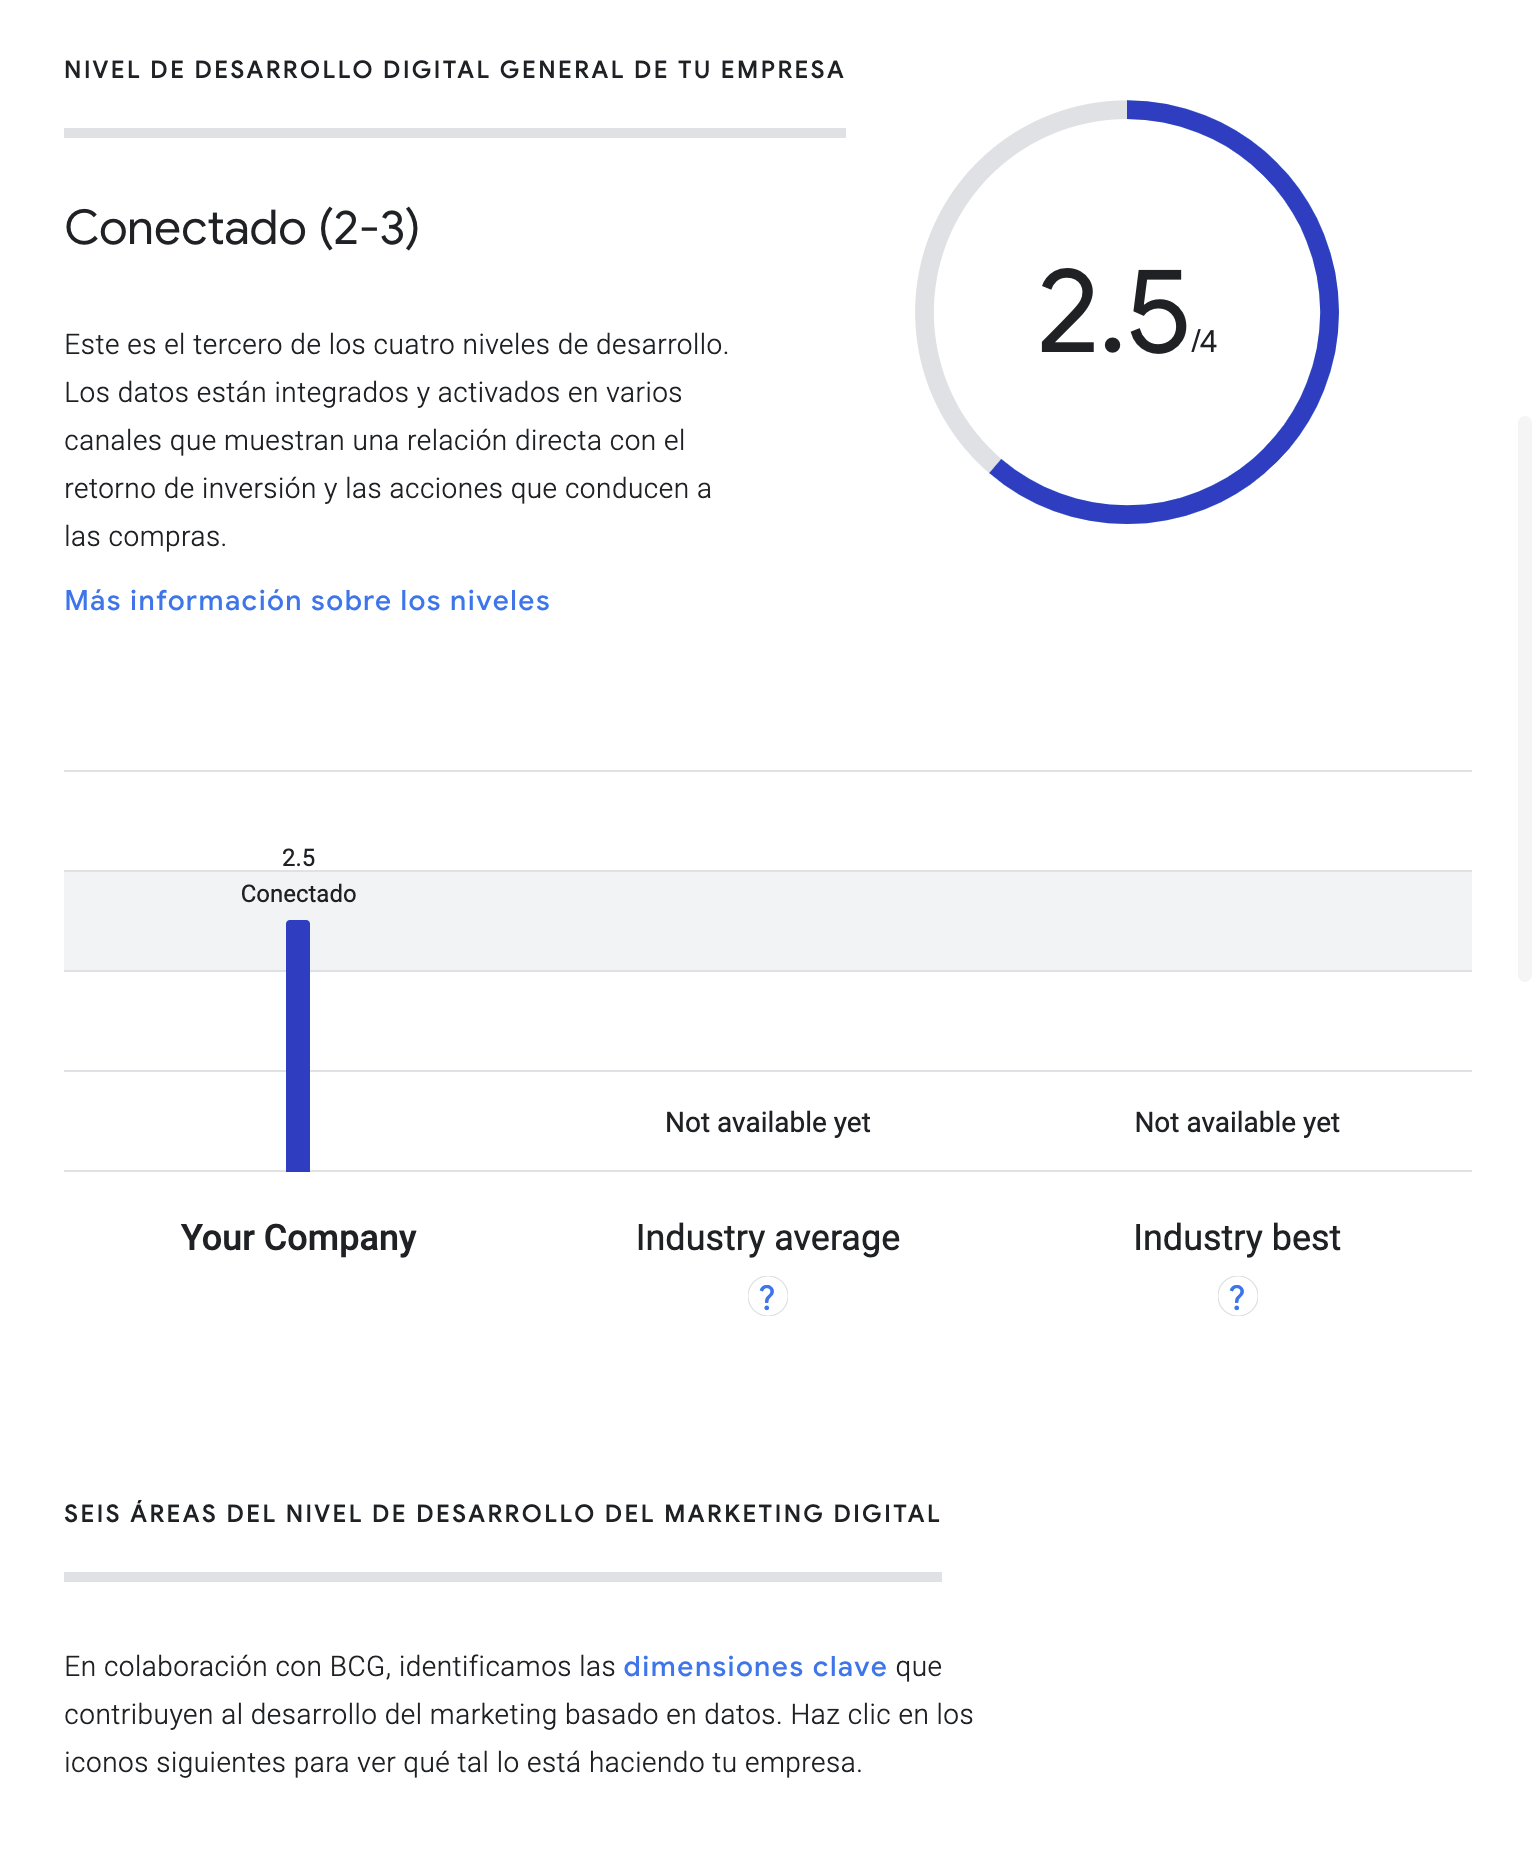 NIVEL DE DESARROLLO DIGITAL GENERAL DE TU EMPRESA
Conectado (2-3)
Este es el tercero de los cuatro niveles de desarrollo.
Los datos están integrados y activados en varios
canales que muestran una relación directa con el
retorno de inversión y las acciones que conducen a
las compras.
Más información sobre los niveles
2.5/4
2.5
Conectado
Not available yet
Not available yet
Your Company
Industry average
Industry best
?
?
SEIS ÁREAS DEL NIVEL DE DESARROLLO DEL MARKETING DIGITAL
En colaboración con BCG, identificamos las dimensiones clave que
contribuyen al desarrollo del marketing basado en datos. Haz clic en los
iconos siguientes para ver qué tal lo está haciendo tu empresa.